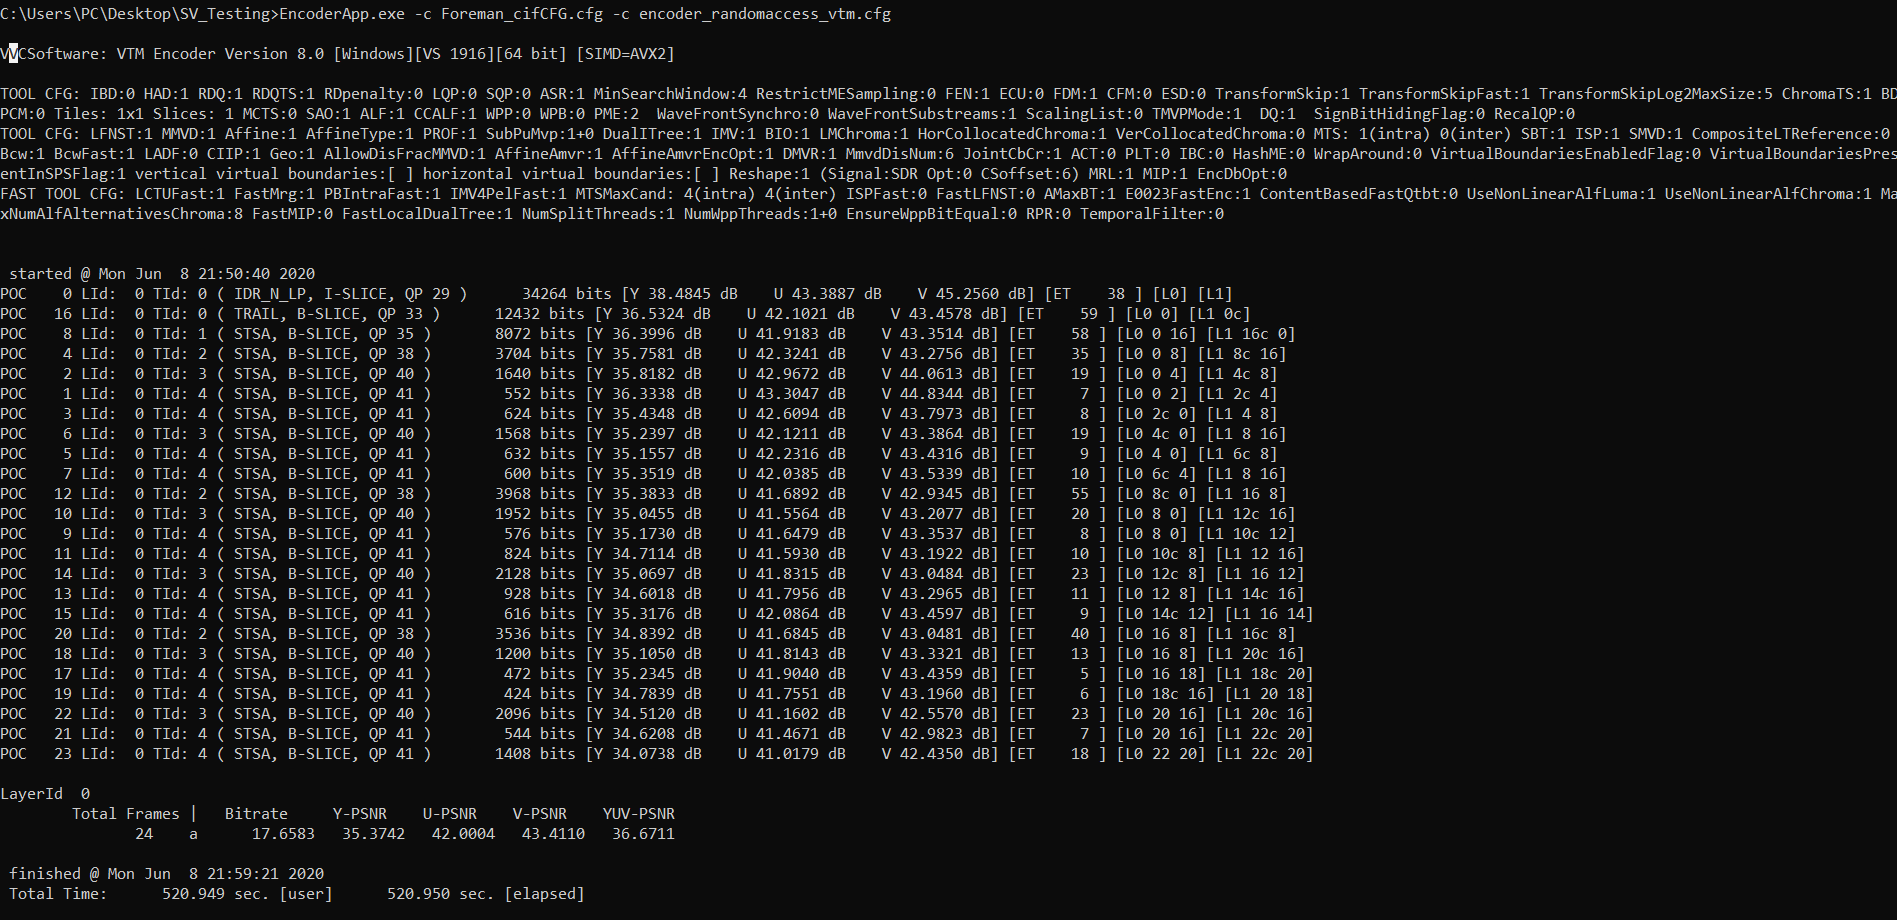 C:\Users\PC\Desktop\SV_Testing>EncoderApp.exe -c Foreman_cifCFG.cfg -c encoder_randomaccess_vtm.cfg
VVCSoftware: VTM Encoder Version 8.0 [Windows][VS 1916][64 bit] [SIMD=AVX2]
TOOL CFG: IBD:0 HAD:1 RDQ:1 RDQTS:1 RDpenalty:0 LQP:0 SQP:0 ASR:1 MinSearchWindow:4 RestrictMESampling:0 FEN:1 ECU:0 FDM:1 CFM:0 ESD:0 TransformSkip:1 TransformSkipFast:1 TransformSkipLog2MaxSize:5 ChromaTS:1 BD
PCM:0 Tiles: 1x1 Slices: 1 MCTS:0 SAO:1 ALF:1 CCALF:1 WPP:0 WPB:0 PME:2  WaveFrontSynchro:0 WaveFrontSubstreams:1 ScalingList:0 TMVPMode:1  DQ:1  SignBitHidingFlag:0 RecalQP:0
TOOL CFG: LFNST:1 MMVD:1 Affine:1 AffineType:1 PROF:1 SubPuMvp:1+0 DualITree:1 IMV:1 BIO:1 LMChroma:1 HorCollocatedChroma:1 VerCollocatedChroma:0 MTS: 1(intra) 0(inter) SBT:1 ISP:1 SMVD:1 CompositeLTReference:0
Bcw:1 BcwFast:1 LADF:0 CIIP:1 Geo:1 AllowDisFracMMVD:1 AffineAmvr:1 AffineAmvrEncOpt:1 DMVR:1 MmvdDisNum:6 JointCbCr:1 ACT:0 PLT:0 IBC:0 HashME:0 WrapAround:0 VirtualBoundariesEnabledFlag:0 VirtualBoundariesPres
entInSPSFlag:1 vertical virtual boundaries:[ ] horizontal virtual boundaries:[ ] Reshape:1 (Signal:SDR Opt:0 CSoffset:6) MRL:1 MIP:1 EncDbOpt:0
FAST TOOL CFG: LCTUFast:1 FastMrg:1 PBIntraFast:1 IMV4PelFast:1 MTSMaxCand: 4(intra) 4(inter) ISPFast:0 FastLFNST:0 AMaxBT:1 E0023FastEnc:1 ContentBasedFastQtbt:0 UseNonLinearAlfLuma:1 UseNonLinearAlfChroma:1 Ma
xNumAlfAlternativesChroma:8 FastMIP:0 FastLocalDualTree:1 NumSplitThreads:1 NumWppThreads:1+0 EnsureWppBitEqual:0 RPR:0 TemporalFilter:0
started @ Mon Jun  8 21:50:40 2020
POC    0 LId:  0 TId: 0 ( IDR_N_LP, I-SLICE, QP 29 )      34264 bits [Y 38.4845 dB    U 43.3887 dB    V 45.2560 dB] [ET    38 ] [L0] [L1]
POC   16 LId:  0 TId: 0 ( TRAIL, B-SLICE, QP 33 )      12432 bits [Y 36.5324 dB    U 42.1021 dB    V 43.4578 dB] [ET    59 ] [L0 0] [L1 0c]
POC    8 LId:  0 TId: 1 ( STSA, B-SLICE, QP 35 )       8072 bits [Y 36.3996 dB    U 41.9183 dB    V 43.3514 dB] [ET    58 ] [L0 0 16] [L1 16c 0]
POC    4 LId:  0 TId: 2 ( STSA, B-SLICE, QP 38 )       3704 bits [Y 35.7581 dB    U 42.3241 dB    V 43.2756 dB] [ET    35 ] [L0 0 8] [L1 8c 16]
POC    2 LId:  0 TId: 3 ( STSA, B-SLICE, QP 40 )       1640 bits [Y 35.8182 dB    U 42.9672 dB    V 44.0613 dB] [ET    19 ] [L0 0 4] [L1 4c 8]
POC    1 LId:  0 TId: 4 ( STSA, B-SLICE, QP 41 )        552 bits [Y 36.3338 dB    U 43.3047 dB    V 44.8344 dB] [ET     7 ] [L0 0 2] [L1 2c 4]
POC    3 LId:  0 TId: 4 ( STSA, B-SLICE, QP 41 )        624 bits [Y 35.4348 dB    U 42.6094 dB    V 43.7973 dB] [ET     8 ] [L0 2c 0] [L1 4 8]
POC    6 LId:  0 TId: 3 ( STSA, B-SLICE, QP 40 )       1568 bits [Y 35.2397 dB    U 42.1211 dB    V 43.3864 dB] [ET    19 ] [L0 4c 0] [L1 8 16]
POC    5 LId:  0 TId: 4 ( STSA, B-SLICE, QP 41 )        632 bits [Y 35.1557 dB    U 42.2316 dB    V 43.4316 dB] [ET     9 ] [L0 4 0] [L1 6c 8]
POC    7 LId:  0 TId: 4 ( STSA, B-SLICE, QP 41 )        600 bits [Y 35.3519 dB    U 42.0385 dB    V 43.5339 dB] [ET    10 ] [L0 6c 4] [L1 8 16]
POC   12 LId:  0 TId: 2 ( STSA, B-SLICE, QP 38 )       3968 bits [Y 35.3833 dB    U 41.6892 dB    V 42.9345 dB] [ET    55 ] [L0 8c 0] [L1 16 8]
POC   10 LId:  0 TId: 3 ( STSA, B-SLICE, QP 40 )       1952 bits [Y 35.0455 dB    U 41.5564 dB    V 43.2077 dB] [ET    20 ] [L0 8 0] [L1 12c 16]
POC    9 LId:  0 TId: 4 ( STSA, B-SLICE, QP 41 )        576 bits [Y 35.1730 dB    U 41.6479 dB    V 43.3537 dB] [ET     8 ] [L0 8 0] [L1 10c 12]
POC   11 LId:  0 TId: 4 ( STSA, B-SLICE, QP 41 )        824 bits [Y 34.7114 dB    U 41.5930 dB    V 43.1922 dB] [ET    10 ] [L0 10c 8] [L1 12 16]
POC   14 LId:  0 TId: 3 ( STSA, B-SLICE, QP 40 )       2128 bits [Y 35.0697 dB    U 41.8315 dB    V 43.0484 dB] [ET    23 ] [L0 12c 8] [L1 16 12]
POC   13 LId:  0 TId: 4 ( STSA, B-SLICE, QP 41 )        928 bits [Y 34.6018 dB    U 41.7956 dB    V 43.2965 dB] [ET    11 ] [L0 12 8] [L1 14c 16]
POC   15 LId:  0 TId: 4 ( STSA, B-SLICE, QP 41 )        616 bits [Y 35.3176 dB    U 42.0864 dB    V 43.4597 dB] [ET     9 ] [L0 14c 12] [L1 16 14]
POC   20 LId:  0 TId: 2 ( STSA, B-SLICE, QP 38 )       3536 bits [Y 34.8392 dB    U 41.6845 dB    V 43.0481 dB] [ET    40 ] [L0 16 8] [L1 16c 8]
POC   18 LId:  0 TId: 3 ( STSA, B-SLICE, QP 40 )       1200 bits [Y 35.1050 dB    U 41.8143 dB    V 43.3321 dB] [ET    13 ] [L0 16 8] [L1 20c 16]
POC   17 LId:  0 TId: 4 ( STSA, B-SLICE, QP 41 )        472 bits [Y 35.2345 dB    U 41.9040 dB    V 43.4359 dB] [ET     5 ] [L0 16 18] [L1 18c 20]
POC   19 LId:  0 TId: 4 ( STSA, B-SLICE, QP 41 )        424 bits [Y 34.7839 dB    U 41.7551 dB    V 43.1960 dB] [ET     6 ] [L0 18c 16] [L1 20 18]
POC   22 LId:  0 TId: 3 ( STSA, B-SLICE, QP 40 )       2096 bits [Y 34.5120 dB    U 41.1602 dB    V 42.5570 dB] [ET    23 ] [L0 20 16] [L1 20c 16]
POC   21 LId:  0 TId: 4 ( STSA, B-SLICE, QP 41 )        544 bits [Y 34.6208 dB    U 41.4671 dB    V 42.9823 dB] [ET     7 ] [L0 20 16] [L1 22c 20]
POC   23 LId:  0 TId: 4 ( STSA, B-SLICE, QP 41 )       1408 bits [Y 34.0738 dB    U 41.0179 dB    V 42.4350 dB] [ET    18 ] [L0 22 20] [L1 22c 20]
LayerId  0
Total Frames |   Bitrate     Y-PSNR    U-PSNR    V-PSNR    YUV-PSNR
24    a      17.6583   35.3742   42.0004   43.4110   36.6711
finished @ Mon Jun  8 21:59:21 2020
Total Time:      520.949 sec. [user]      520.950 sec. [elapsed]